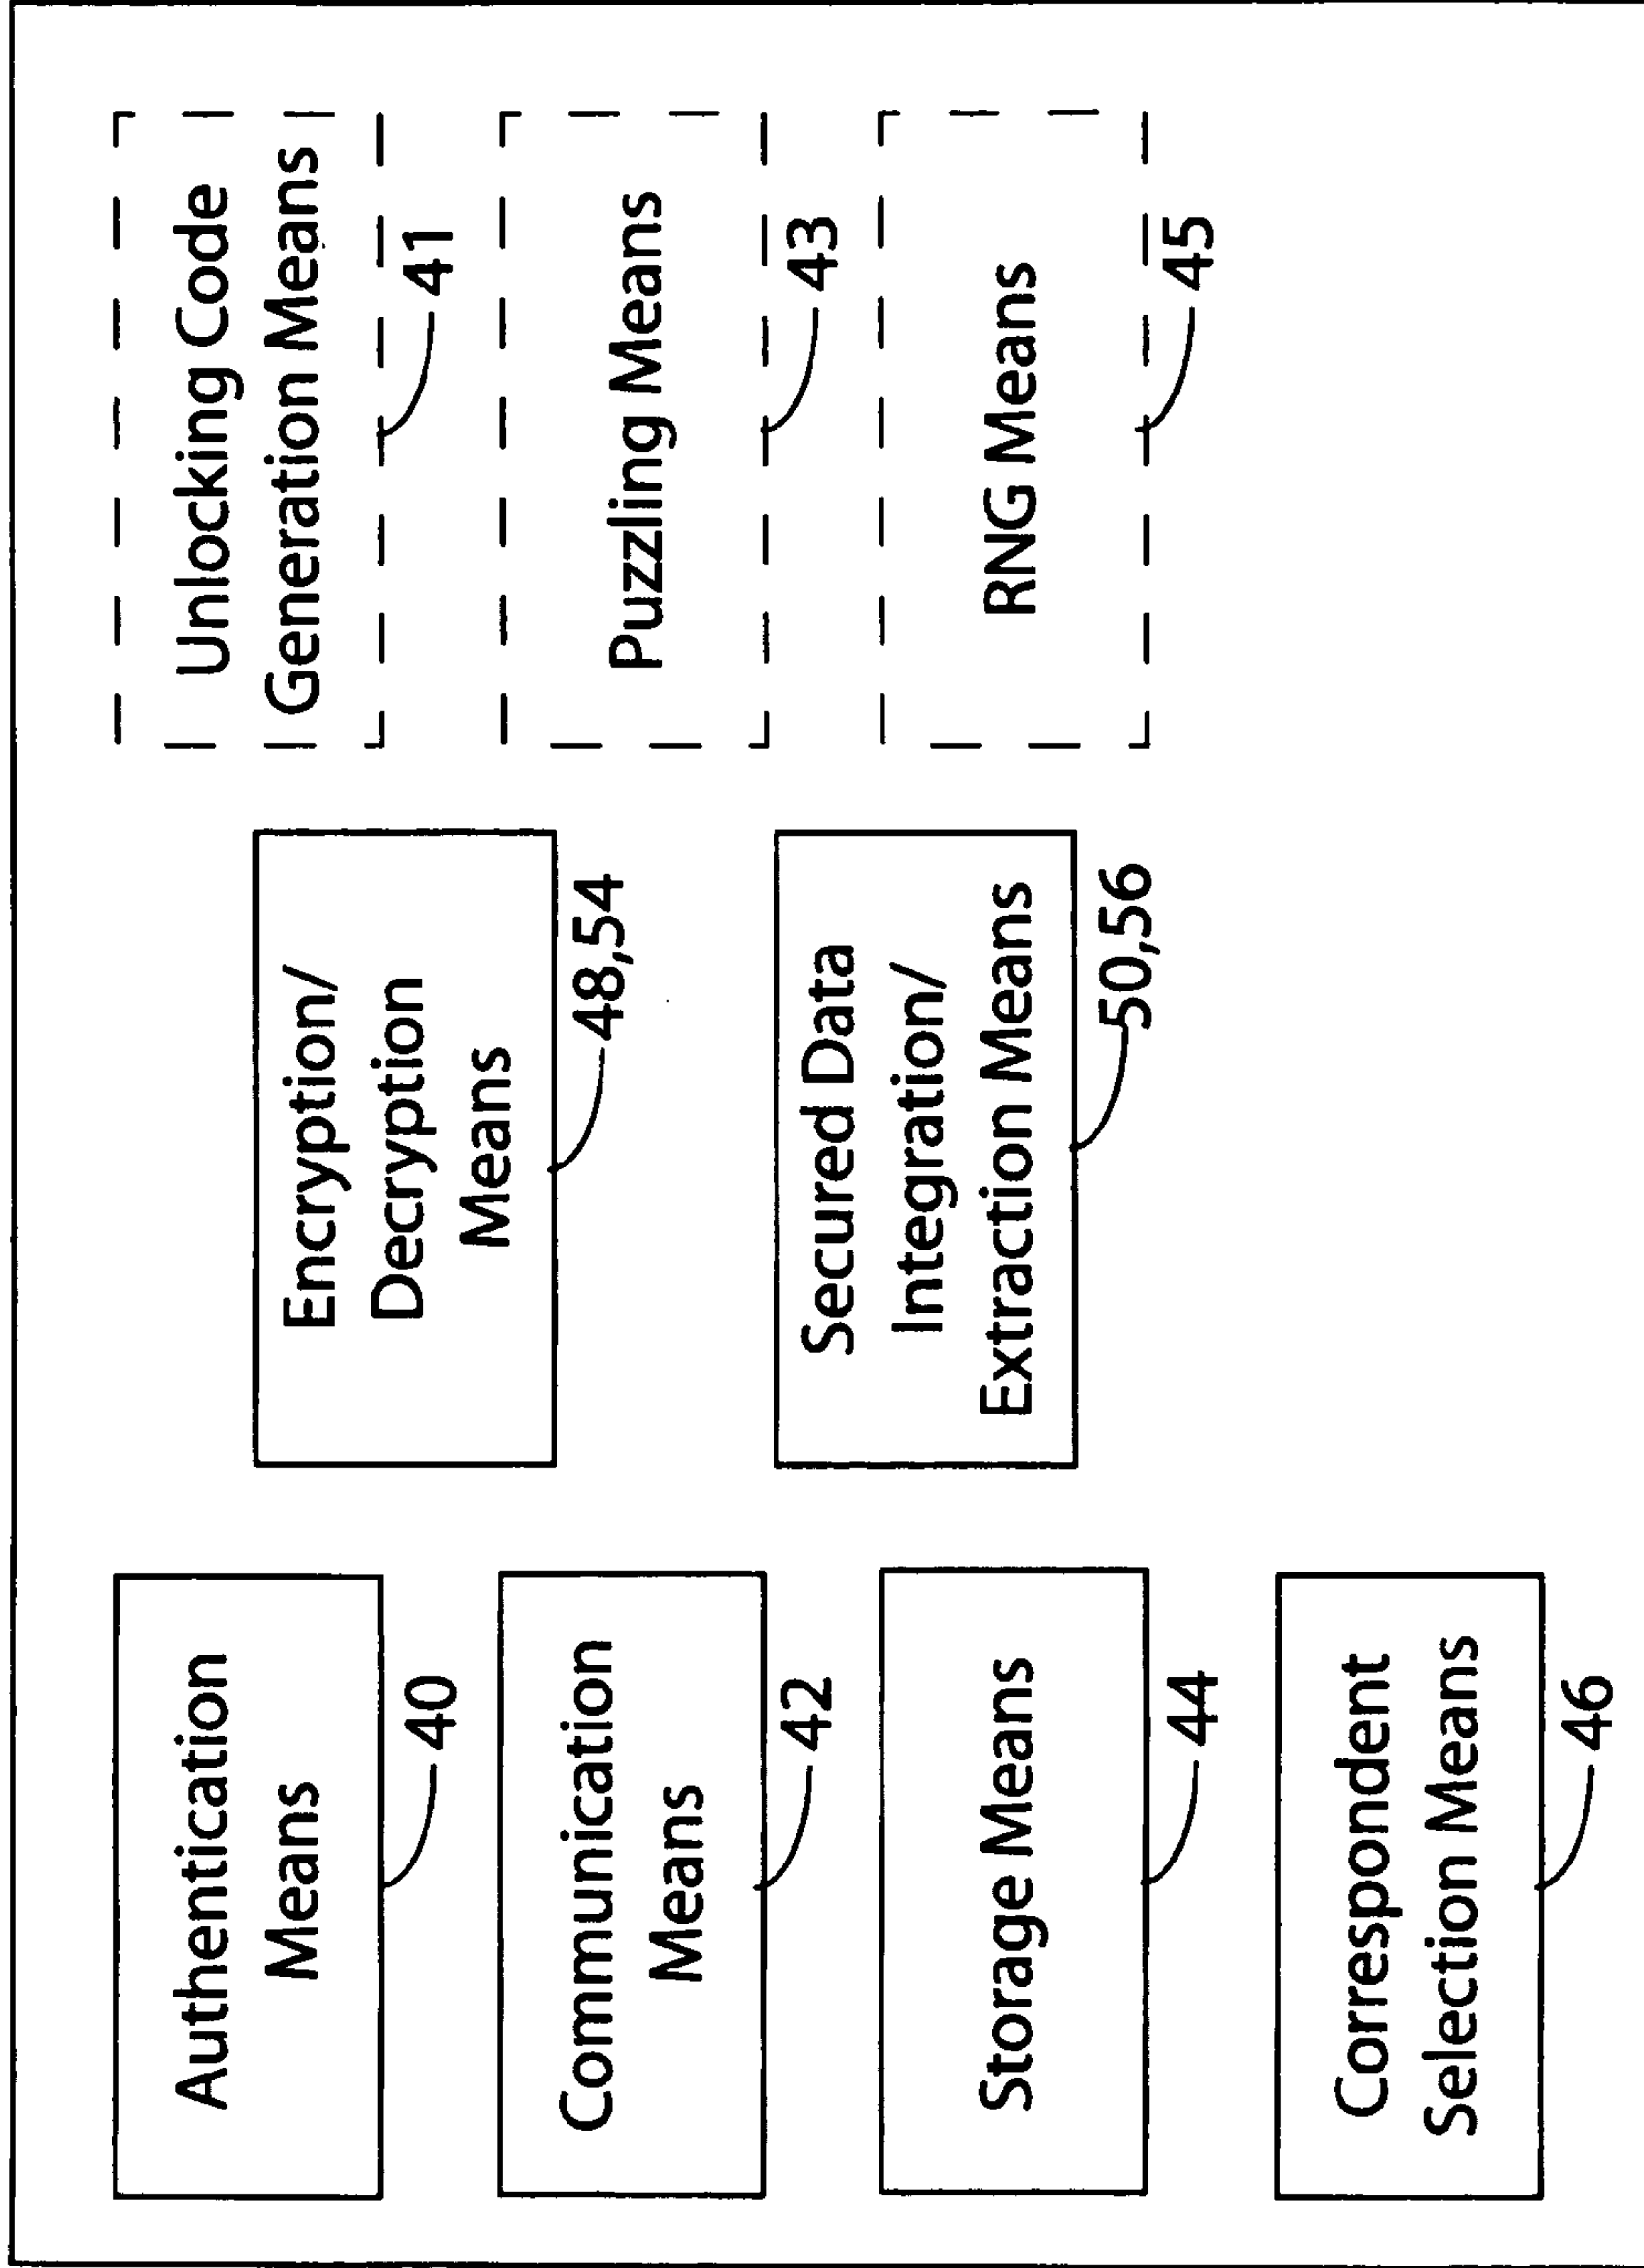 Authentication
Means
40
Communication
Means
42
Storage Means
44
Correspondent
Selection Means
46
Encryption/
Decryption
Means
48,54
Secured Data
Integration/
Extraction Means
50,56
Unlocking Code
Generation Means
41
Puzzling Means
43
RNG Means
45